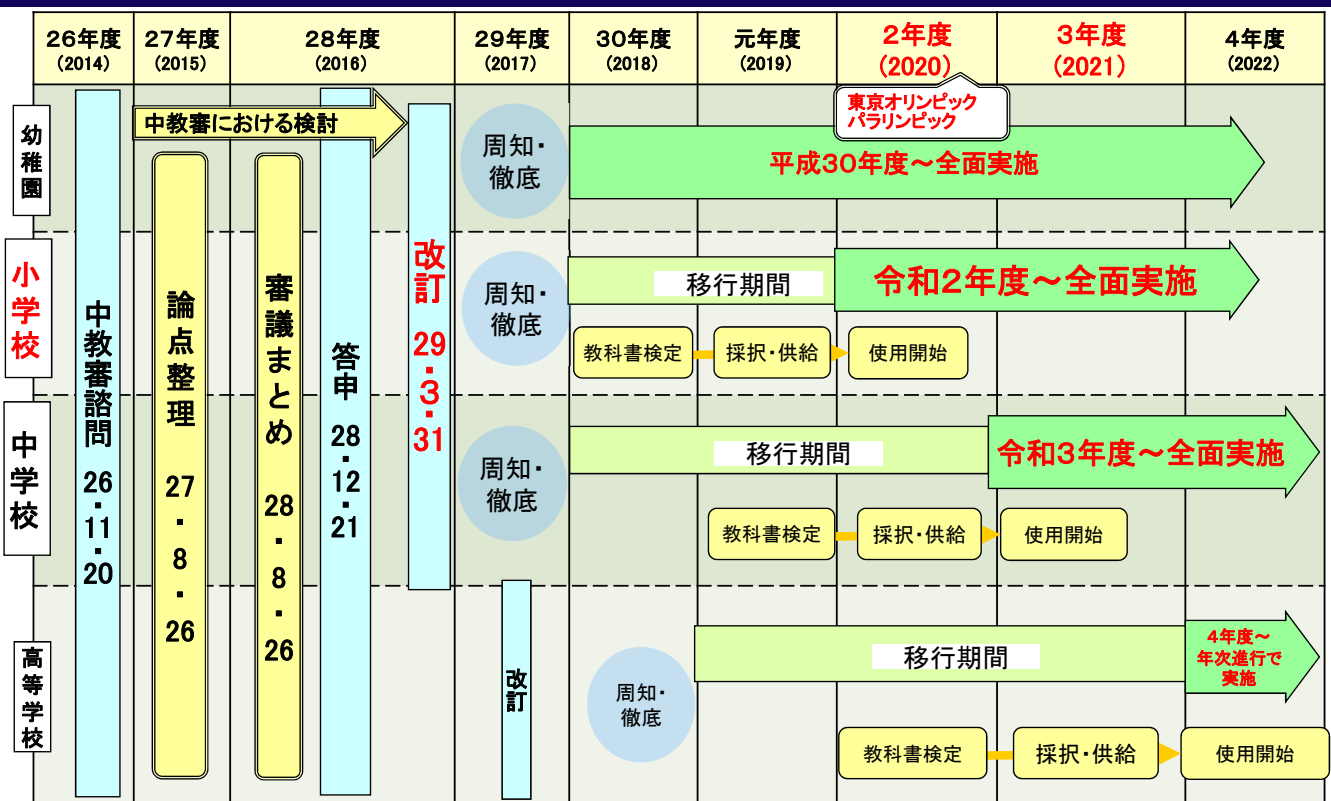 26年度
(2014)
27年度
(2015)
28年度
(2016)
29年度
(2017)
30年度
(2018)
元年度
(2019)
2年度
(2020)
3年度
(2021)
4年度
(2022)
東京オリンピック
パラリンピック
幼稚園
中教審における検討
周知・
徹底
平成30年度～全面実施
中教審諮問 26・11・20
論点整理 27・8・26
審議まとめ 28・8・26
答申 28・12・21
改訂 29・3・31
小学校
周知・
徹底
移行期間
令和2年度～全面実施
教科書検定
採択・供給
使用開始
中学校
周知・
徹底
移行期間
令和3年度～全面実施
教科書検定
採択・供給
使用開始
高等学校
改訂
周知・
徹底
移行期間
4年度～
年次進行で
実施
教科書検定
採択・供給
使用開始